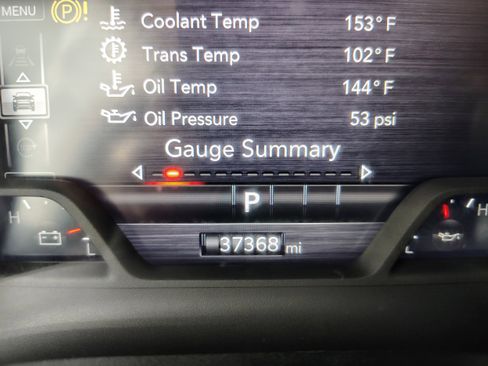 MENU (P)!
Coolant Temp 153°F
Trans Temp 102°F
Oil Temp 144°F
Oil Pressure 53 psi
Gauge Summary
P
H H
37368 mi
L L